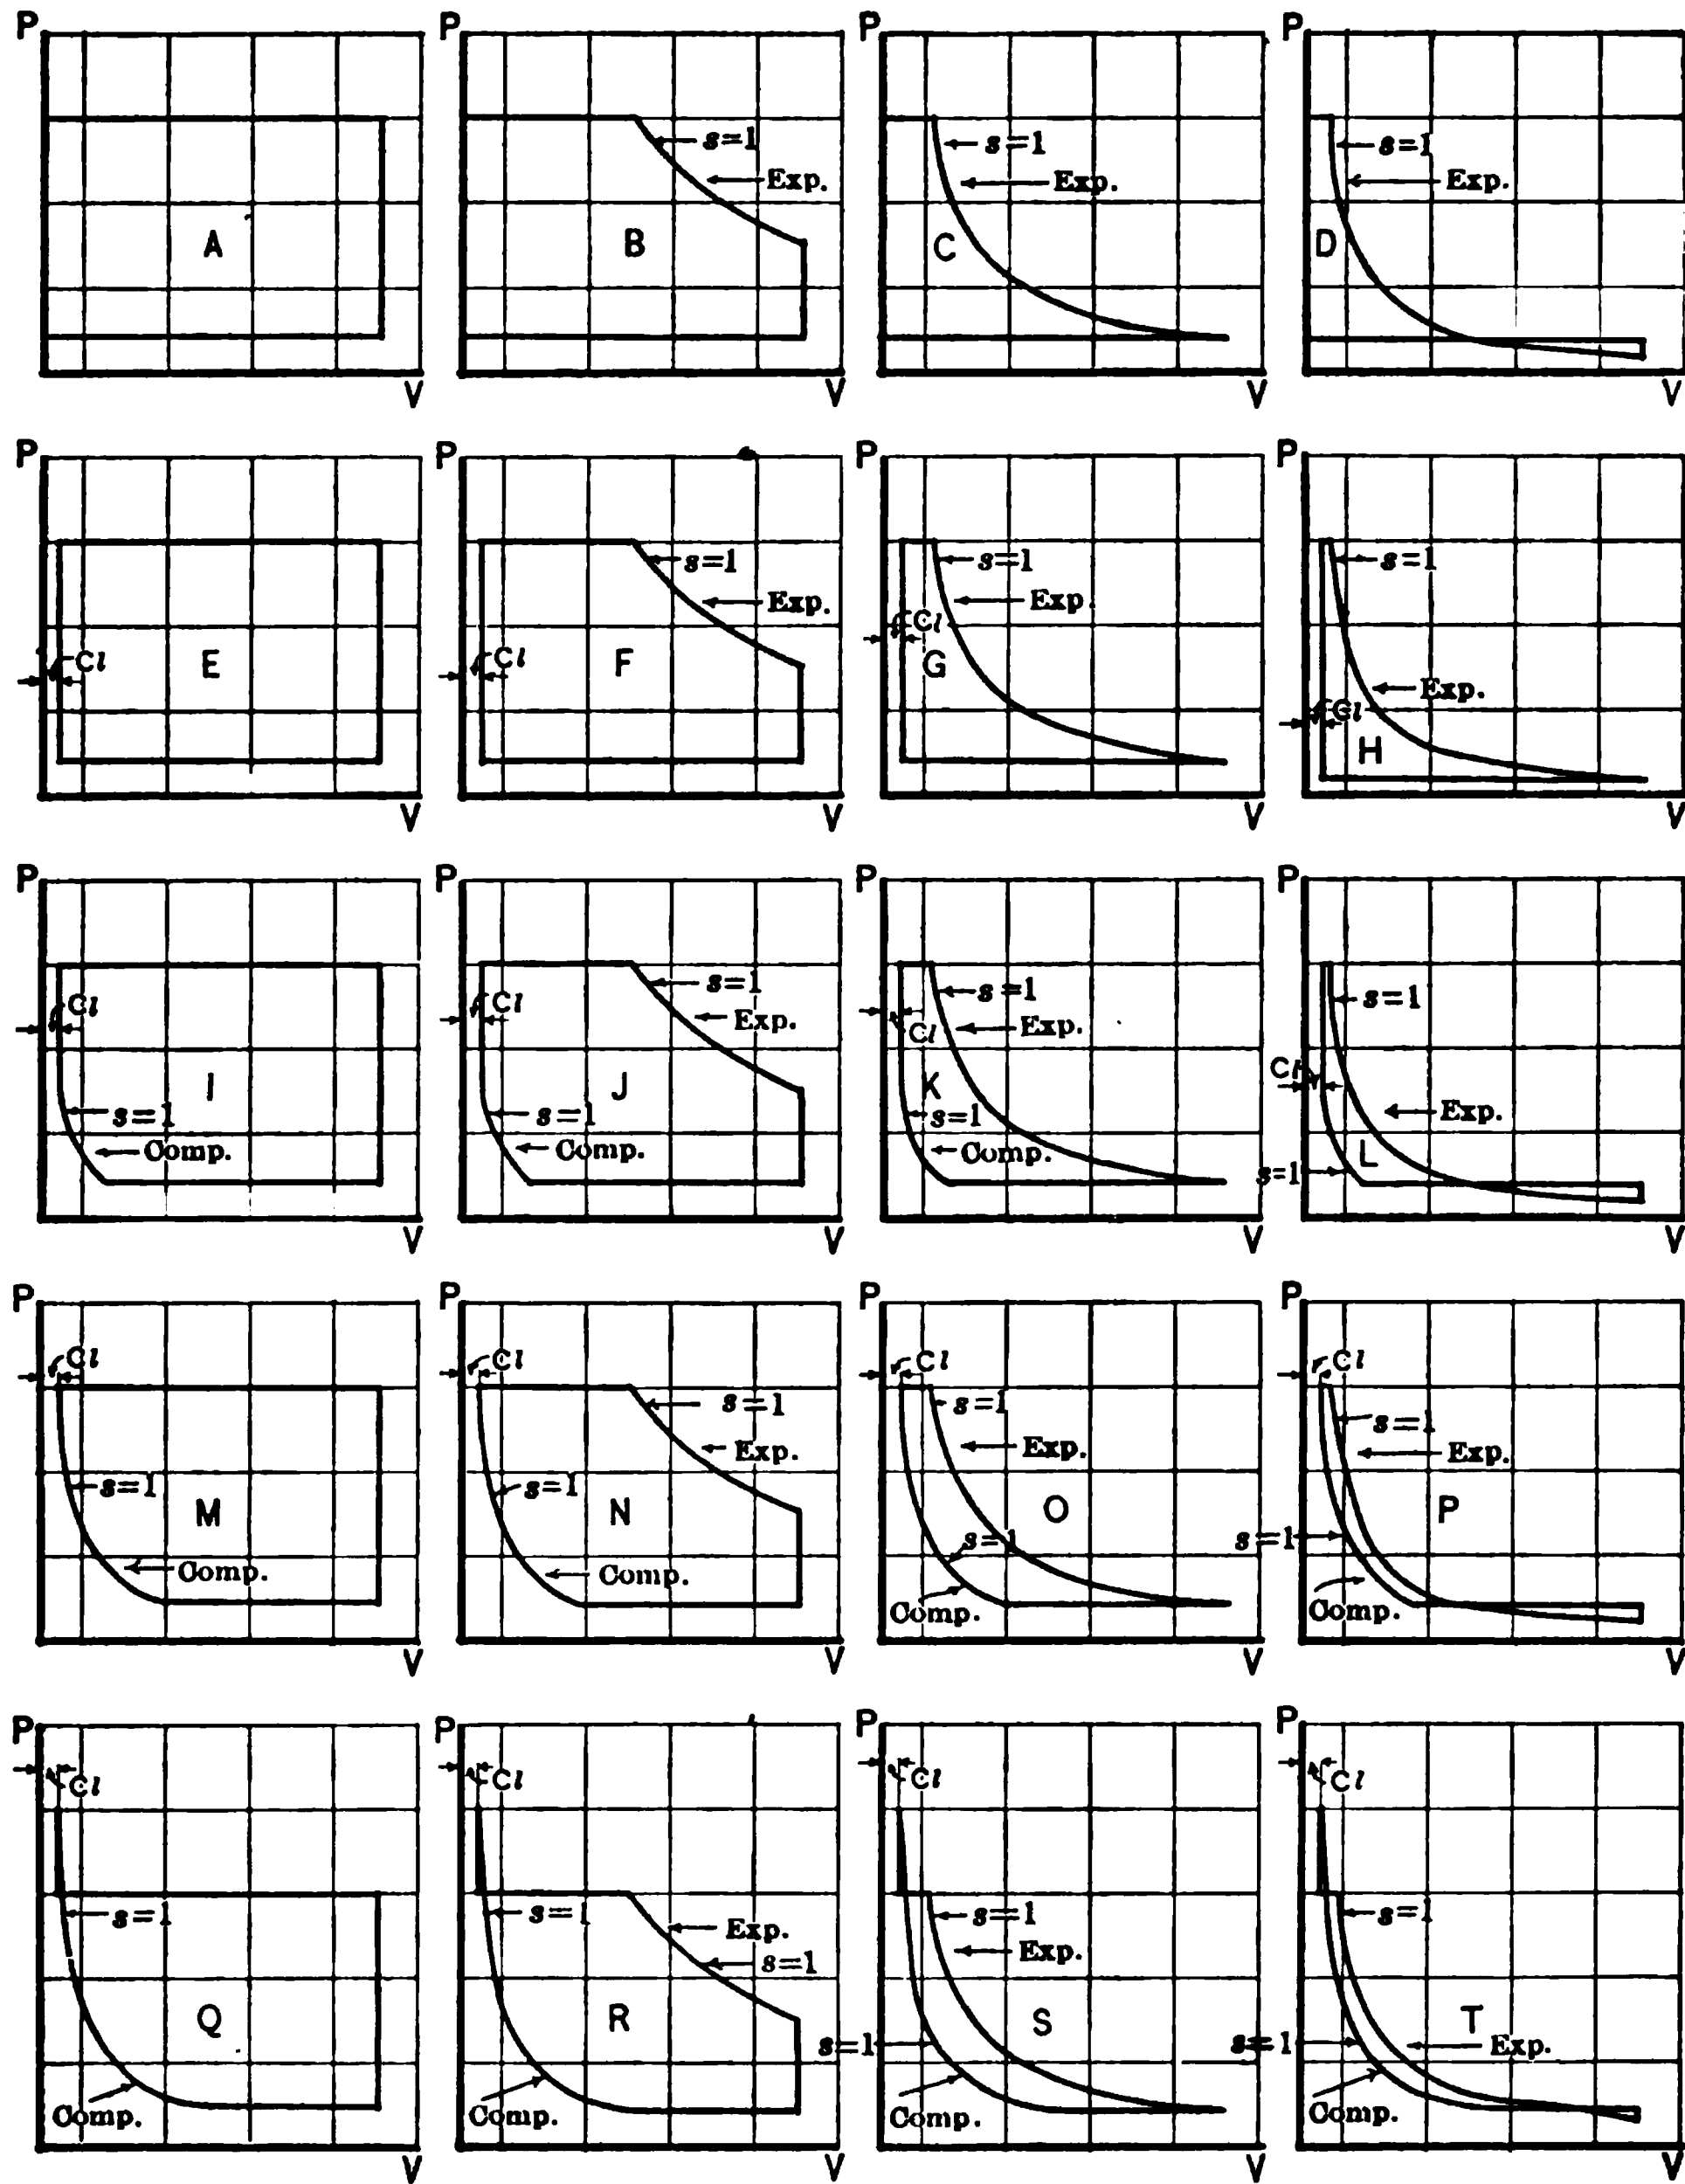 P P P P
s=1 s=1 s=1
Exp. Exp. Exp.
A B C D
V V V V
P P P P
s=1 s=1 s=1
Exp. Exp
Cl
Cl E Cl F G Exp.
Cl H
V V V V
P P P P
Cl Cl s=1 s=1 s=1
Exp. Cl Exp.
I J K Cl
s=1 s=1 s=1 Exp.
Comp. Comp. Comp. s=1 L
V V V V
P P P P
Cl Cl Cl Cl
s=1 s=1 s=1
Exp. Exp. Exp.
s=1 s=1
M N O P
s=1 s=1
Comp. Comp. Comp. Comp.
V V V V
P P P P
Cl Cl Cl Cl
s=1 s=1 s=1 s=1
Exp. Exp.
s=1
Q R s=1 S s=1 T Exp.
Comp. Comp. Comp. Comp.
V V V V